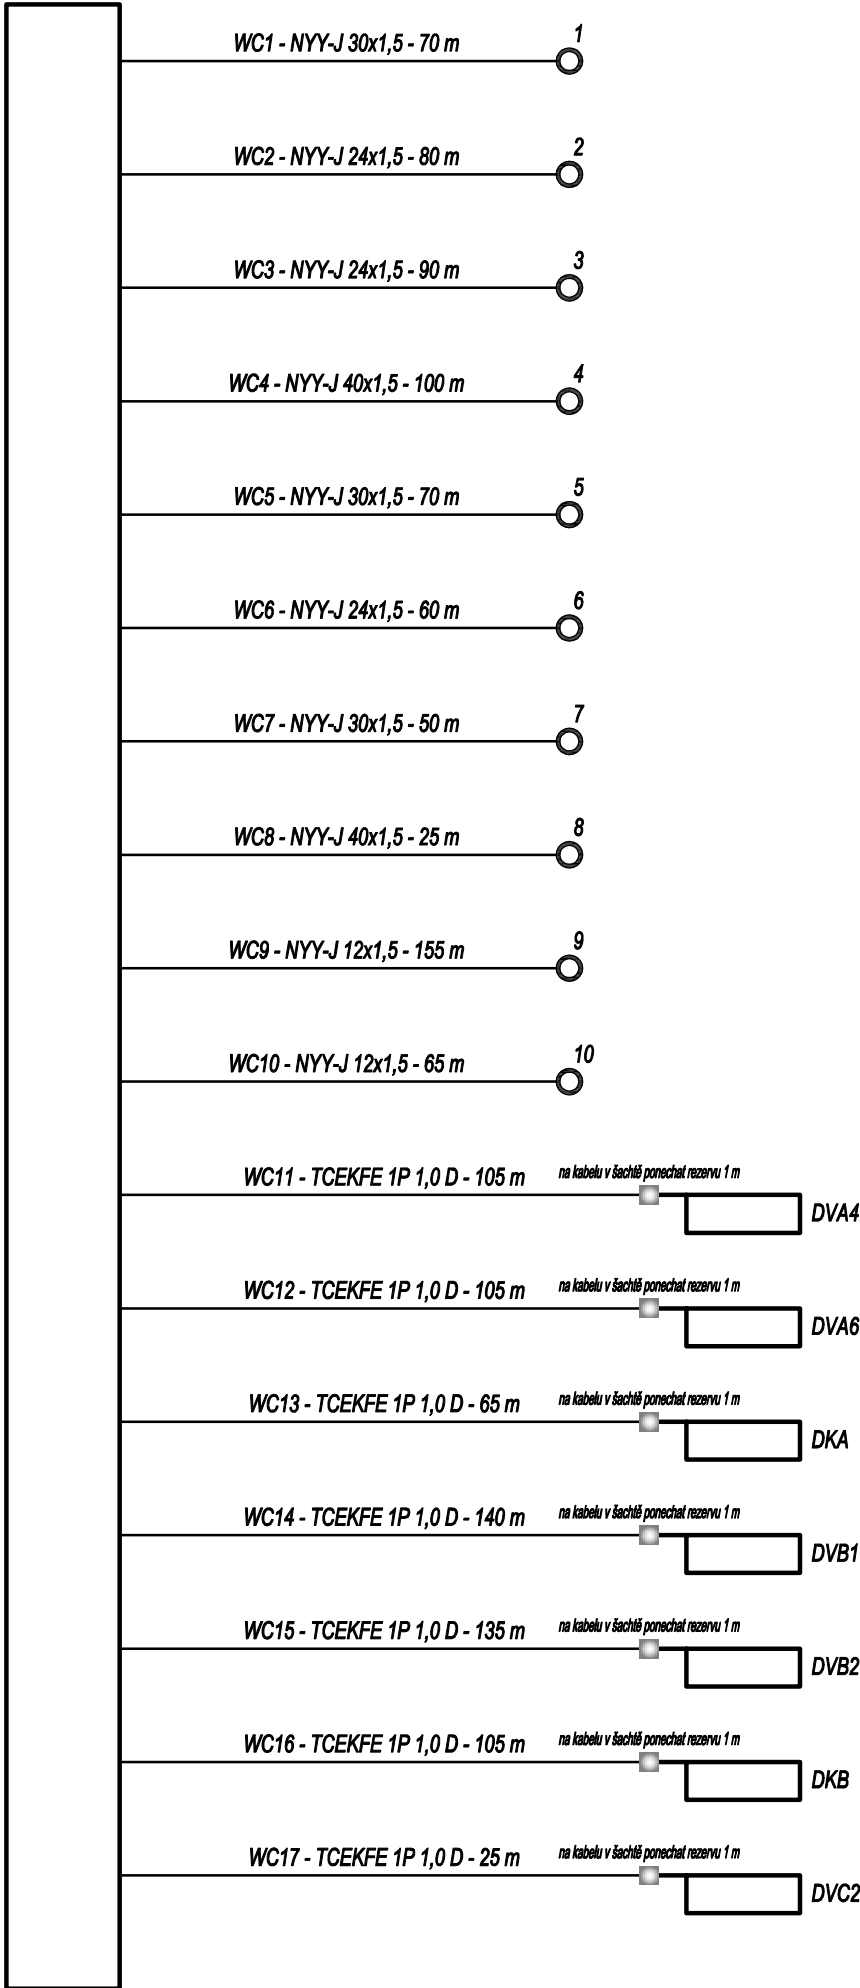 WC1 - NYY-J 30x1,5 - 70 m
1
WC2 - NYY-J 24x1,5 - 80 m
2
WC3 - NYY-J 24x1,5 - 90 m
3
WC4 - NYY-J 40x1,5 - 100 m
4
WC5 - NYY-J 30x1,5 - 70 m
5
WC6 - NYY-J 24x1,5 - 60 m
6
WC7 - NYY-J 30x1,5 - 50 m
7
WC8 - NYY-J 40x1,5 - 25 m
8
WC9 - NYY-J 12x1,5 - 155 m
9
WC10 - NYY-J 12x1,5 - 65 m
10
WC11 - TCEKFE 1P 1,0 D - 105 m
na kabelu v šachtě ponechat rezervu 1 m
DVA4
WC12 - TCEKFE 1P 1,0 D - 105 m
na kabelu v šachtě ponechat rezervu 1 m
DVA6
WC13 - TCEKFE 1P 1,0 D - 65 m
na kabelu v šachtě ponechat rezervu 1 m
DKA
WC14 - TCEKFE 1P 1,0 D - 140 m
na kabelu v šachtě ponechat rezervu 1 m
DVB1
WC15 - TCEKFE 1P 1,0 D - 135 m
na kabelu v šachtě ponechat rezervu 1 m
DVB2
WC16 - TCEKFE 1P 1,0 D - 105 m
na kabelu v šachtě ponechat rezervu 1 m
DKB
WC17 - TCEKFE 1P 1,0 D - 25 m
na kabelu v šachtě ponechat rezervu 1 m
DVC2